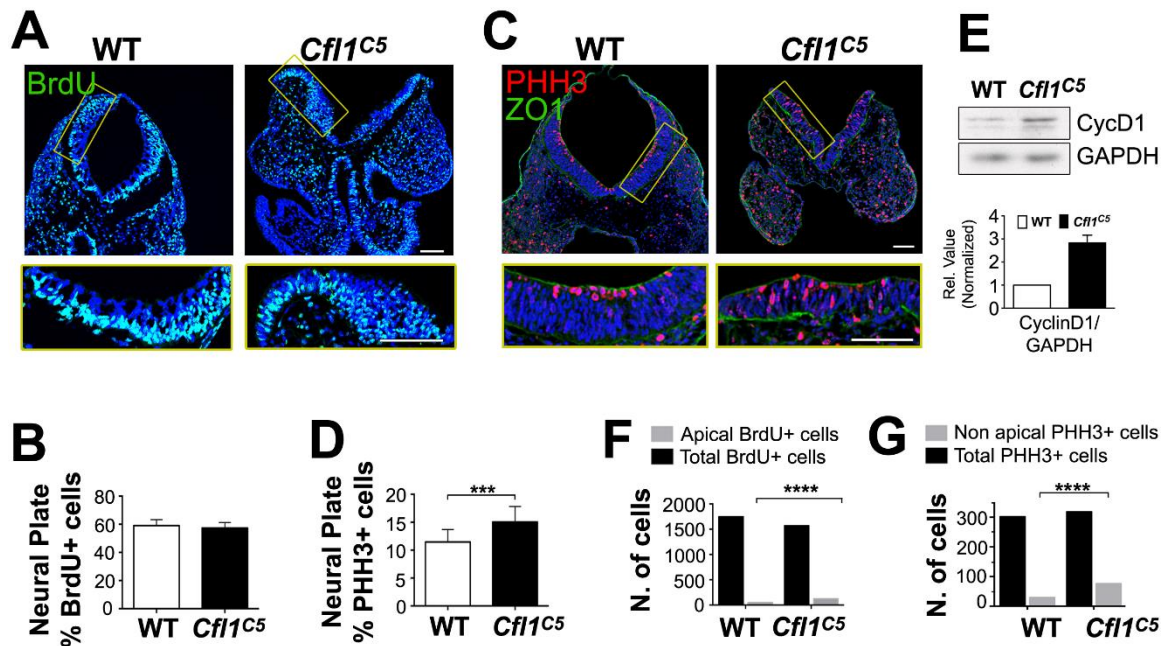 A
WT
Cfl1C5
BrdU
C
WT
Cfl1C5
PHH3
ZO1
E
WT
Cfl1C5
CycD1
GAPDH
WT
Cfl1C5
Rel. Value
(Normalized)
4
3
2
1
0
CyclinD1/
GAPDH
B
Neural Plate
% BrdU+ cells
80
60
40
20
0
WT
Cfl1C5
D
Neural Plate
% PHH3+ cells
20
15
10
5
0
***
WT
Cfl1C5
F
Apical BrdU+ cells
Total BrdU+ cells
N. of cells
2000
1500
1000
500
0
****
WT
Cfl1C5
G
Non apical PHH3+ cells
Total PHH3+ cells
N. of cells
300
200
100
0
****
WT
Cfl1C5